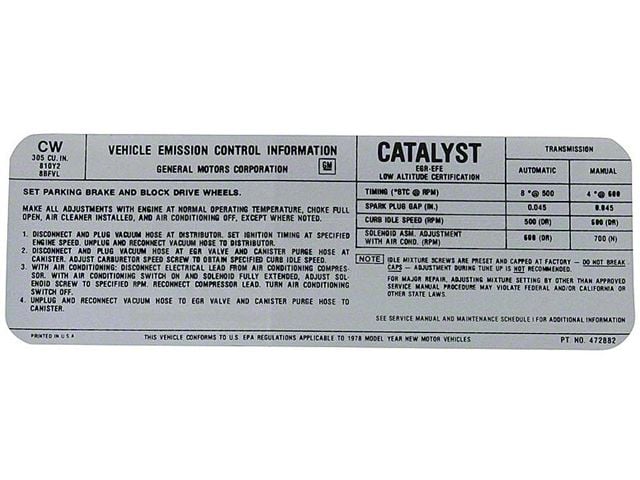 CW
305 CU. IN.
810Y2
8BFVL
VEHICLE EMISSION CONTROL INFORMATION
GENERAL MOTORS CORPORATION GM
CATALYST
EGR-EFE
LOW ALTITUDE CERTIFICATION
TRANSMISSION
AUTOMATIC MANUAL
TIMING (°BTC @ RPM) 8 °@ 500 4 °@ 600
SPARK PLUG GAP (IN.) 0.045 0.045
CURB IDLE SPEED (RPM) 500 (DR) 600 (DR)
SOLENOID ASM. ADJUSTMENT
WITH AIR COND. (RPM) 600 (DR) 700 (N)
SET PARKING BRAKE AND BLOCK DRIVE WHEELS.
MAKE ALL ADJUSTMENTS WITH ENGINE AT NORMAL OPERATING TEMPERATURE, CHOKE FULL
OPEN, AIR CLEANER INSTALLED, AND AIR CONDITIONING OFF, EXCEPT WHERE NOTED.
1. DISCONNECT AND PLUG VACUUM HOSE AT DISTRIBUTOR. SET IGNITION TIMING AT SPECIFIED
ENGINE SPEED. UNPLUG AND RECONNECT VACUUM HOSE TO DISTRIBUTOR.
2. DISCONNECT AND PLUG VACUUM HOSE AT EGR VALVE AND CANISTER PURGE HOSE AT
CANISTER. ADJUST CARBURETOR SPEED SCREW TO OBTAIN SPECIFIED CURB IDLE SPEED.
3. WITH AIR CONDITIONING: DISCONNECT ELECTRICAL LEAD FROM AIR CONDITIONING COMPRES-
SOR. WITH AIR CONDITIONING SWITCH ON AND SOLENOID FULLY EXTENDED, ADJUST SOL-
ENOID SCREW TO SPECIFIED RPM. RECONNECT COMPRESSOR LEAD. TURN AIR CONDITIONING
SWITCH OFF.
4. UNPLUG AND RECONNECT VACUUM HOSE TO EGR VALVE AND CANISTER PURGE HOSE TO
CANISTER.
NOTE IDLE MIXTURE SCREWS ARE PRESET AND CAPPED AT FACTORY — DO NOT BREAK
CAPS — ADJUSTMENT DURING TUNE UP IS NOT RECOMMENDED.
FOR MAJOR REPAIR, ADJUSTING MIXTURE SETTING BY OTHER THAN APPROVED
SERVICE MANUAL PROCEDURE MAY VIOLATE FEDERAL AND/OR CALIFORNIA OR
OTHER STATE LAWS.
SEE SERVICE MANUAL AND MAINTENANCE SCHEDULE I FOR ADDITIONAL INFORMATION
PRINTED IN U.S.A THIS VEHICLE CONFORMS TO U.S. EPA REGULATIONS APPLICABLE TO 1978 MODEL YEAR NEW MOTOR VEHICLES PT. NO. 472882